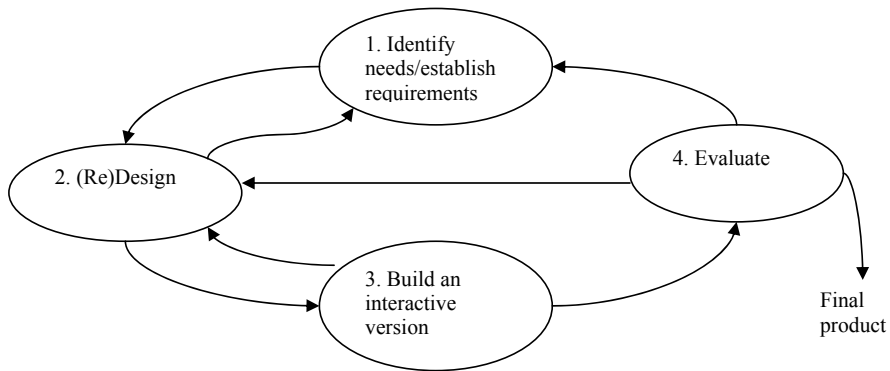 1. Identify
needs/establish
requirements
2. (Re)Design
4. Evaluate
3. Build an
interactive
version
Final
product